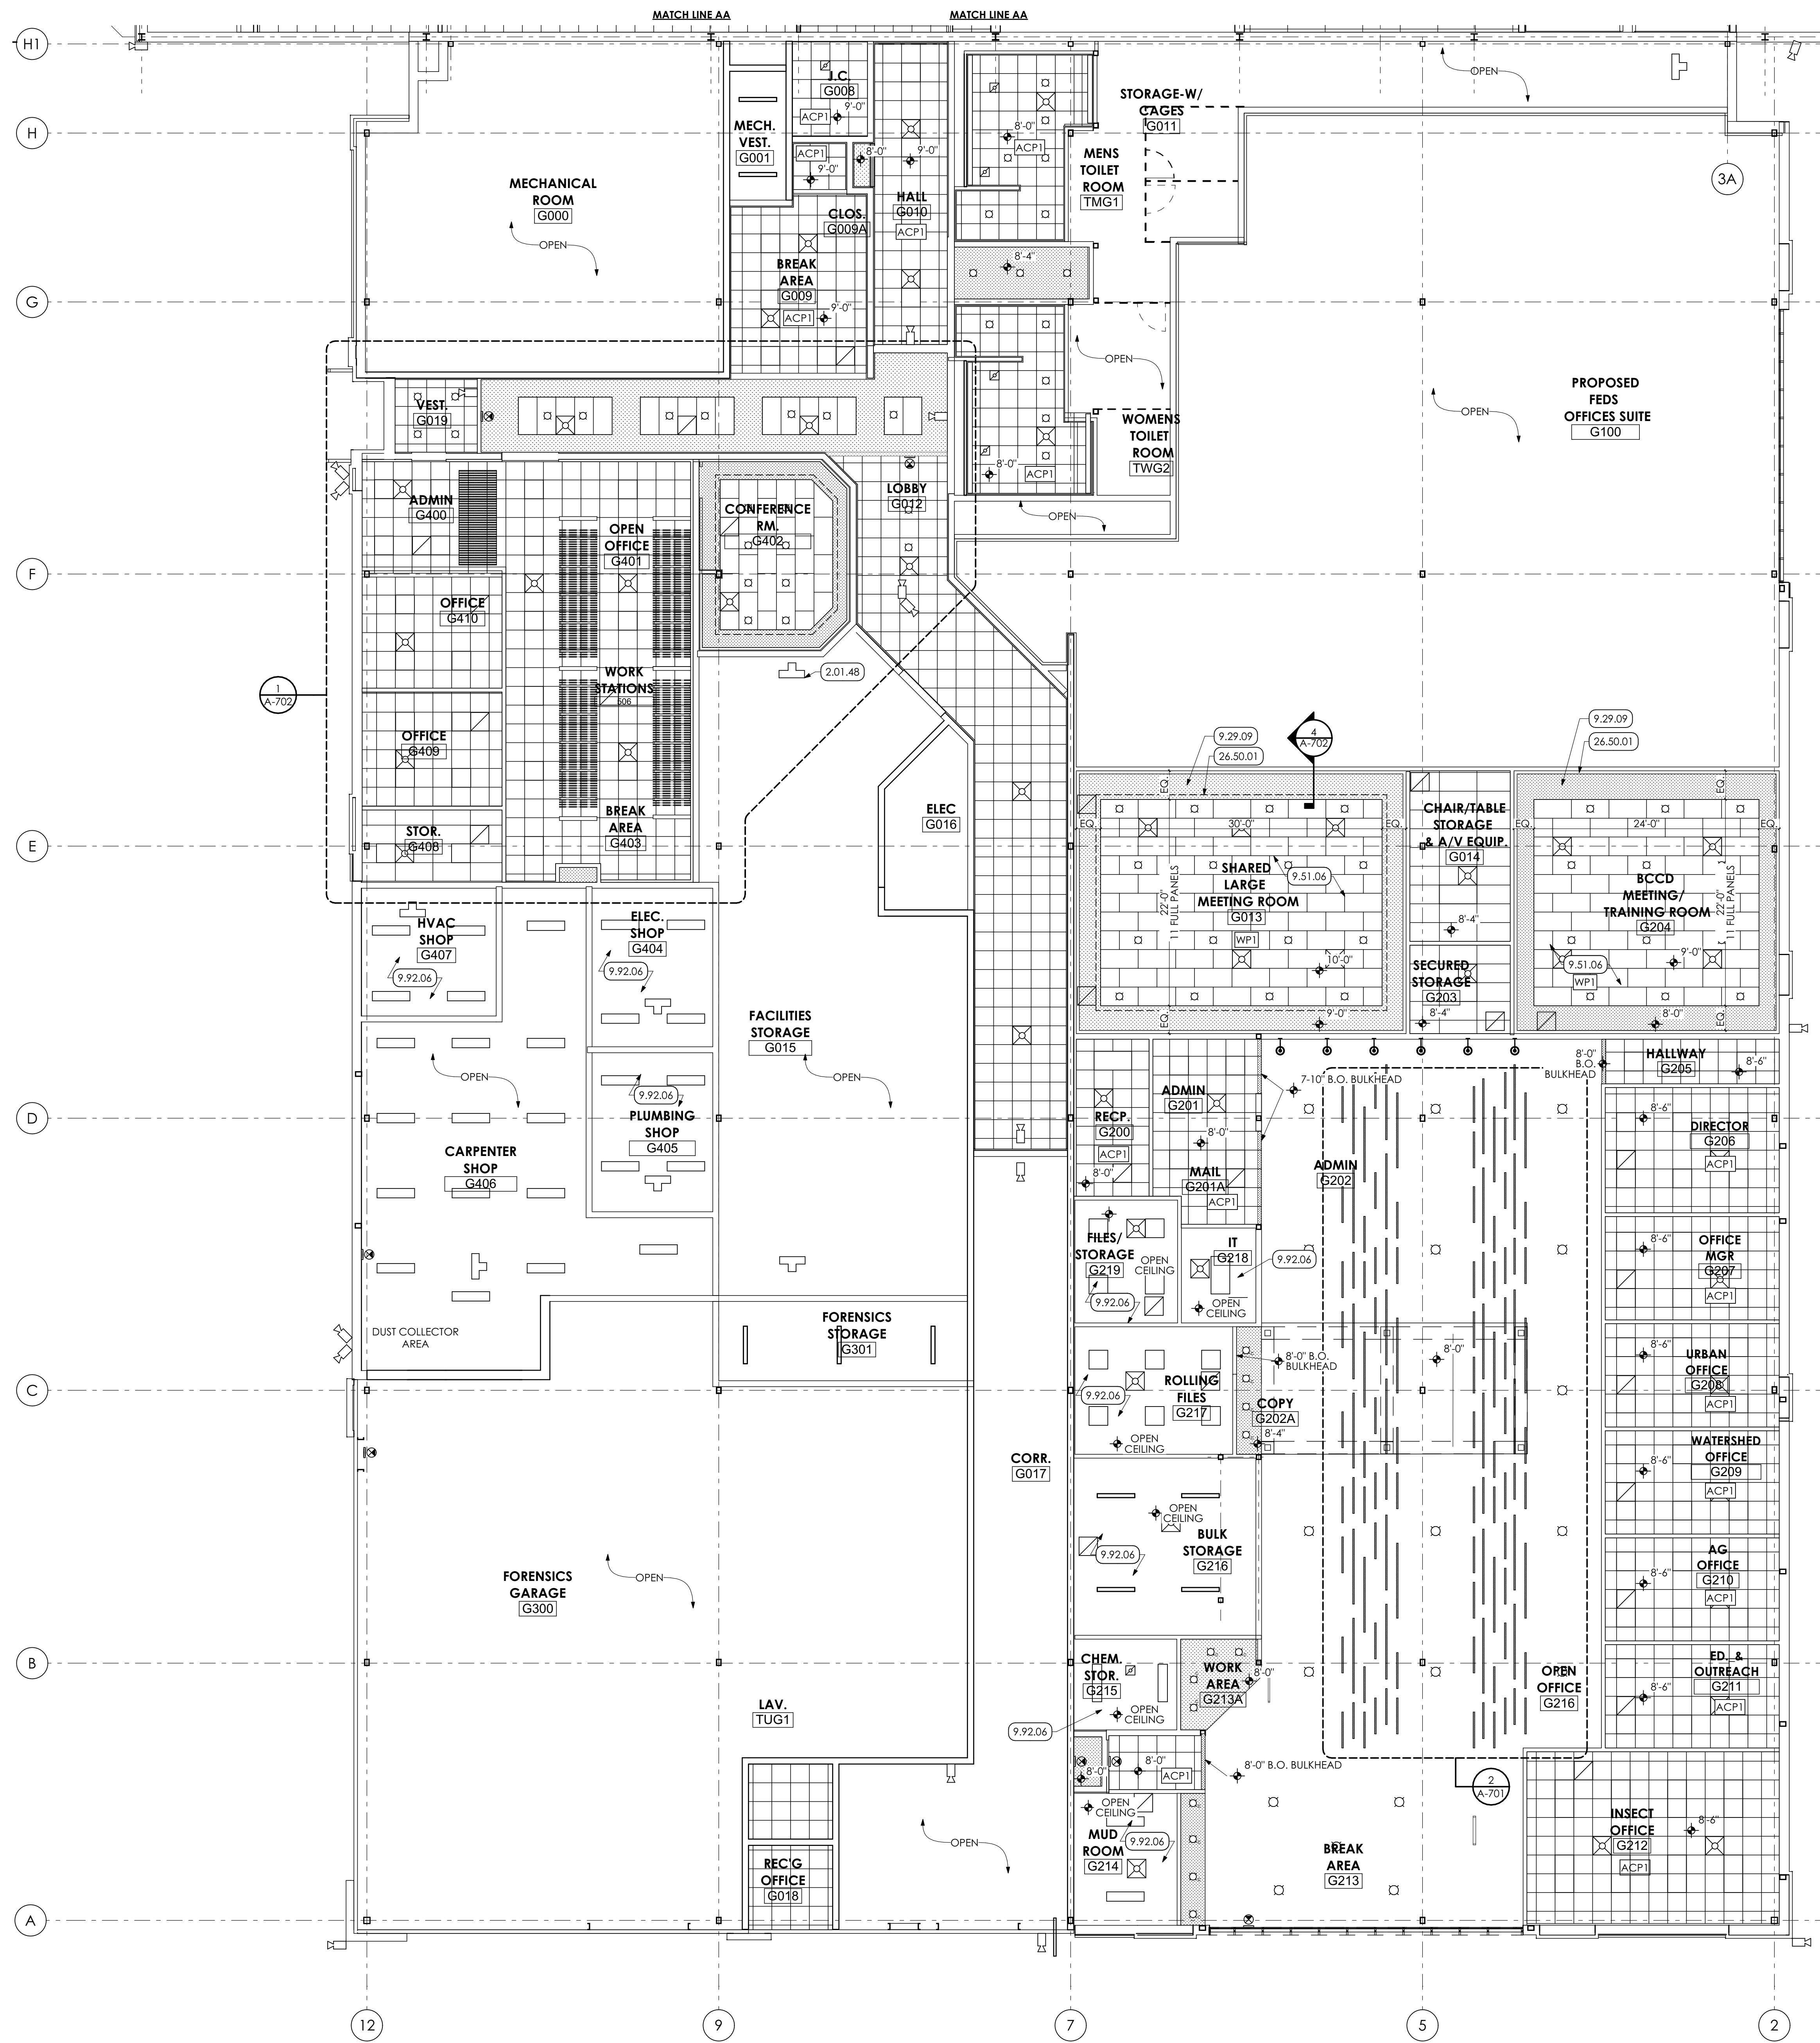 MATCH LINE AA
MATCH LINE AA
H1
OPEN
J.C.
G008
9'-0"
ACP1
STORAGE-W/
CAGES
G011
H
MECH.
VEST.
G001
8'-0"
ACP1
ACP1
9'-0"
8'-0"
9'-0"
MENS
TOILET
ROOM
TMG1
3A
MECHANICAL
ROOM
G000
OPEN
HALL
G010
ACP1
CLOS.
G009A
BREAK
AREA
G009
ACP1
9'-0"
8'-4"
G
OPEN
PROPOSED
FEDS
OFFICES SUITE
G100
OPEN
VEST.
G019
WOMENS
TOILET
ROOM
TWG2
8'-0"
ACP1
ADMIN
G400
OPEN
OFFICE
G401
CONFERENCE
RM.
G402
LOBBY
G012
OPEN
F
OFFICE
G410
WORK
STATIONS
506
2.01.48
1
A-702
OFFICE
G409
9.29.09
26.50.01
4
A-702
9.29.09
26.50.01
STOR.
G408
BREAK
AREA
G403
ELEC
G016
E
EQ.
EQ.
30'-0"
EQ.
22'-0"
11 FULL PANELS
SHARED
LARGE
MEETING ROOM
G013
9.51.06
WP1
10'-0"
9'-0"
EQ.
CHAIR/TABLE
STORAGE
& A/V EQUIP.
G014
8'-4"
SECURED
STORAGE
G203
8'-4"
EQ.
EQ.
24'-0"
EQ.
22'-0"
11 FULL PANELS
BCCD
MEETING/
TRAINING ROOM
G204
9.51.06
WP1
9'-0"
8'-0"
EQ.
HVAC
SHOP
G407
9.92.06
ELEC.
SHOP
G404
9.92.06
FACILITIES
STORAGE
G015
OPEN
OPEN
9.92.06
PLUMBING
SHOP
G405
8'-0"
B.O.
BULKHEAD
HALLWAY
G205
8'-6"
7-10" B.O. BULKHEAD
D
RECP.
G200
ACP1
8'-0"
ADMIN
G201
8'-0"
MAIL
G201A
ACP1
ADMIN
G202
8'-6"
DIRECTOR
G206
ACP1
CARPENTER
SHOP
G406
FILES/
STORAGE
G219
OPEN
CEILING
9.92.06
IT
G218
9.92.06
OPEN
CEILING
8'-6"
OFFICE
MGR
G207
ACP1
DUST COLLECTOR
AREA
FORENSICS
STORAGE
G301
8'-0" B.O.
BULKHEAD
8'-0"
8'-6"
URBAN
OFFICE
G208
ACP1
C
9.92.06
ROLLING
FILES
G217
OPEN
CEILING
COPY
G202A
8'-4"
CORR.
G017
WATERSHED
OFFICE
G209
8'-6"
ACP1
OPEN
CEILING
BULK
STORAGE
G216
9.92.06
FORENSICS
GARAGE
G300
OPEN
AG
OFFICE
G210
8'-6"
ACP1
B
CHEM.
STOR.
G215
OPEN
CEILING
9.92.06
WORK
AREA
G213A
8'-0"
OPEN
OFFICE
G216
ED. &
OUTREACH
G211
8'-6"
ACP1
LAV.
TUG1
8'-0"
8'-0"
ACP1
8'-0" B.O. BULKHEAD
2
A-701
OPEN
OPEN
CEILING
MUD
ROOM
G214
9.92.06
BREAK
AREA
G213
INSECT
OFFICE
G212
8'-6"
ACP1
REC'G
OFFICE
G018
A
12
9
7
5
2